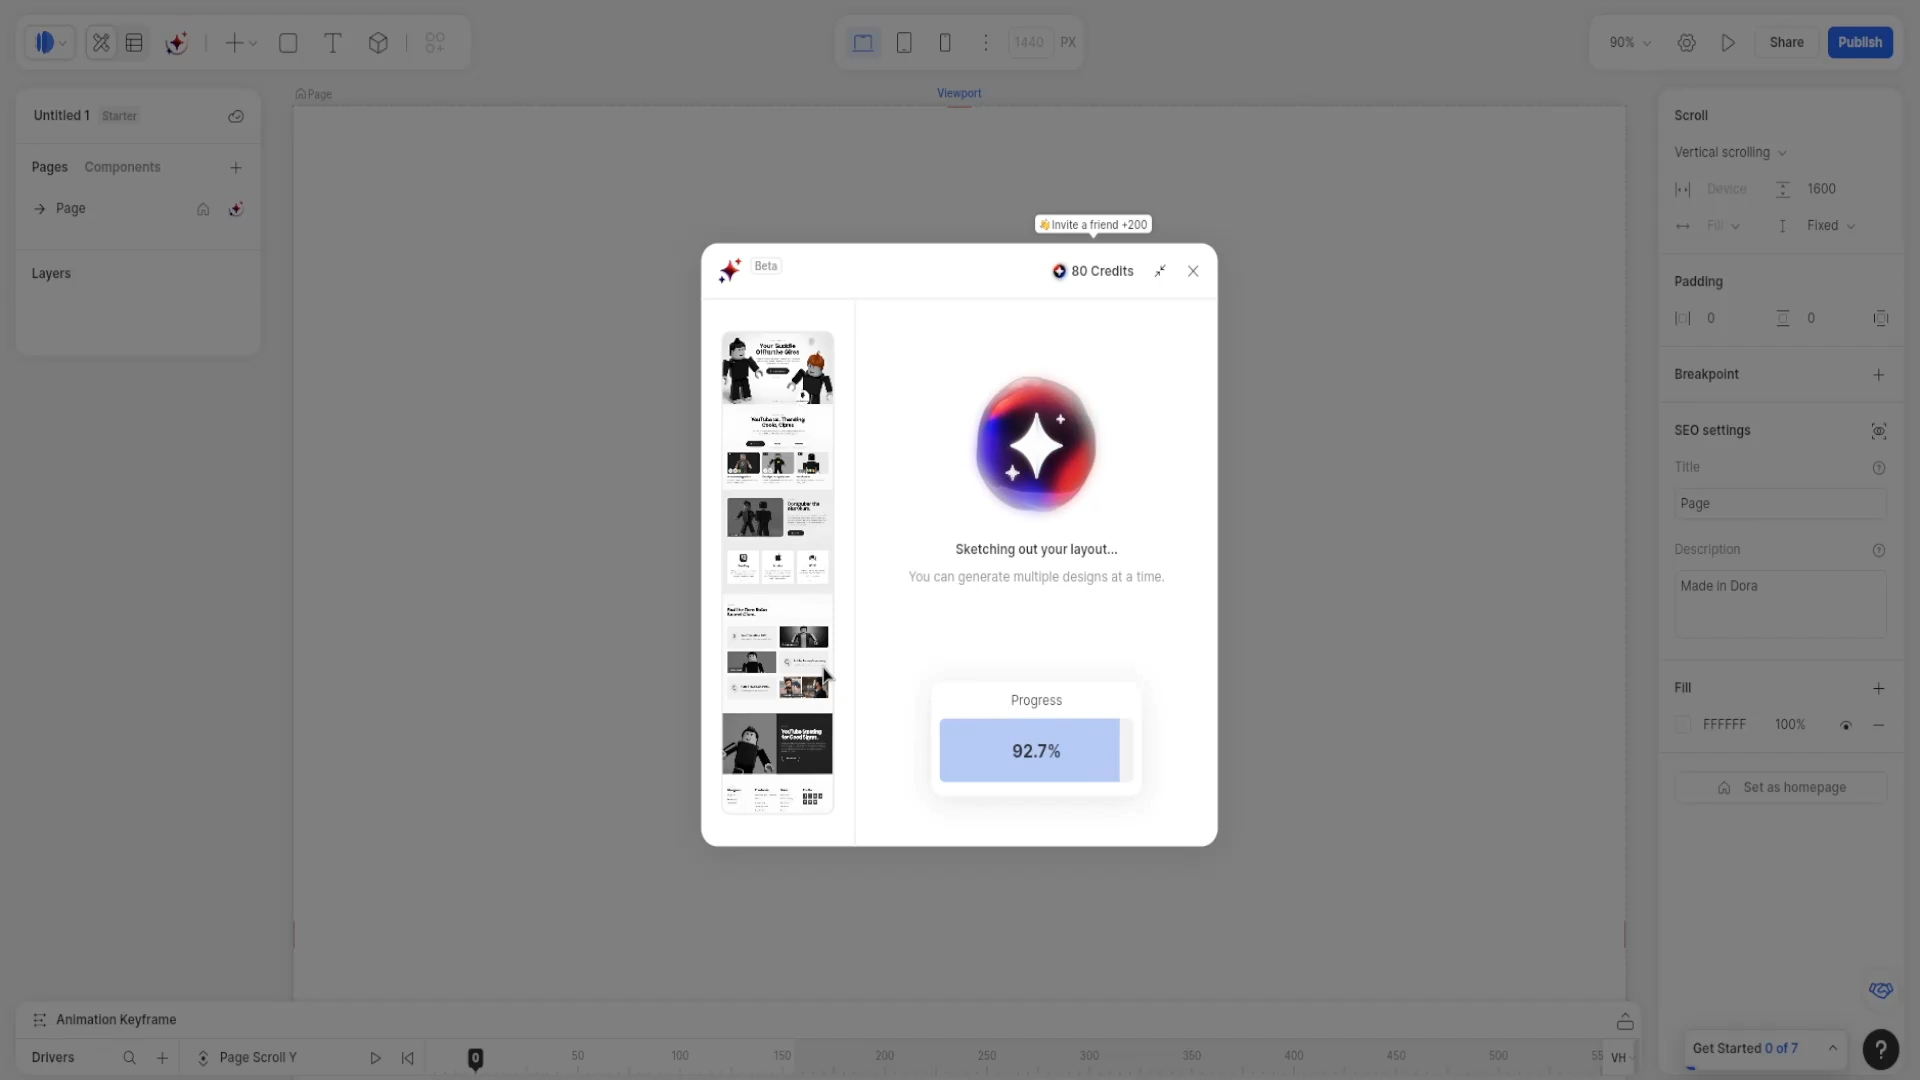 1440
PX
90%
Share
Publish
Untitled 1
Starter
Page
Viewport
Scroll
Pages
Components
Vertical scrolling
Device
1600
Page
Fill
Fixed
Invite a friend +200
Beta
80 Credits
Layers
Padding
0
0
Breakpoint
SEO settings
Title
Page
Description
Made in Dora
Sketching out your layout...
You can generate multiple designs at a time.
Progress
92.7%
Fill
FFFFFF
100%
Set as homepage
Animation Keyframe
Drivers
Page Scroll Y
0
50
100
150
200
250
300
350
400
450
500
VH
Get Started 0 of 7
?